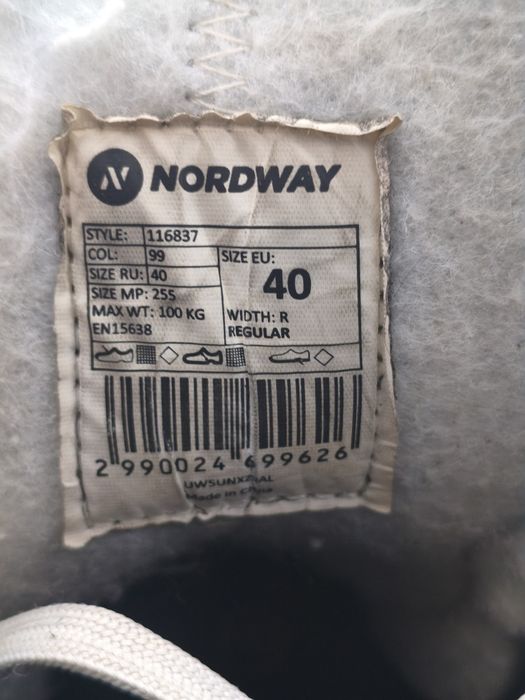 NORDWAY
STYLE: 116837
COL: 99
SIZE RU: 40
SIZE MP: 255
MAX WT: 100 KG
EN15638
SIZE EU:
40
WIDTH: R
REGULAR
2 990024 699626
Made in China